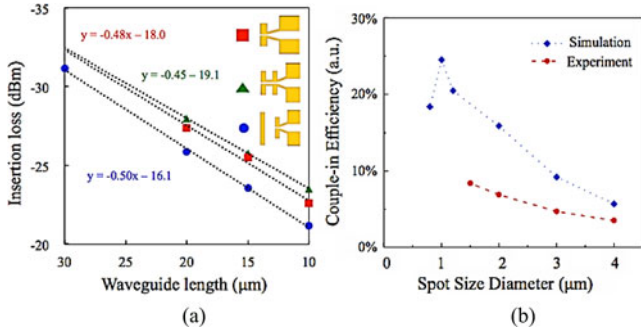 (a)
-35
-30
-25
-20
Insertion loss (dBm)
y = -0.48x - 18.0
y = -0.45 - 19.1
y = -0.50x - 16.1
30 25 20 15 10
Waveguide length (μm)
(a)
(b)
30%
20%
10%
0%
Couple-in Efficiency (a.u.)
Simulation
Experiment
0 1 2 3 4
Spot Size Diameter (μm)
(b)